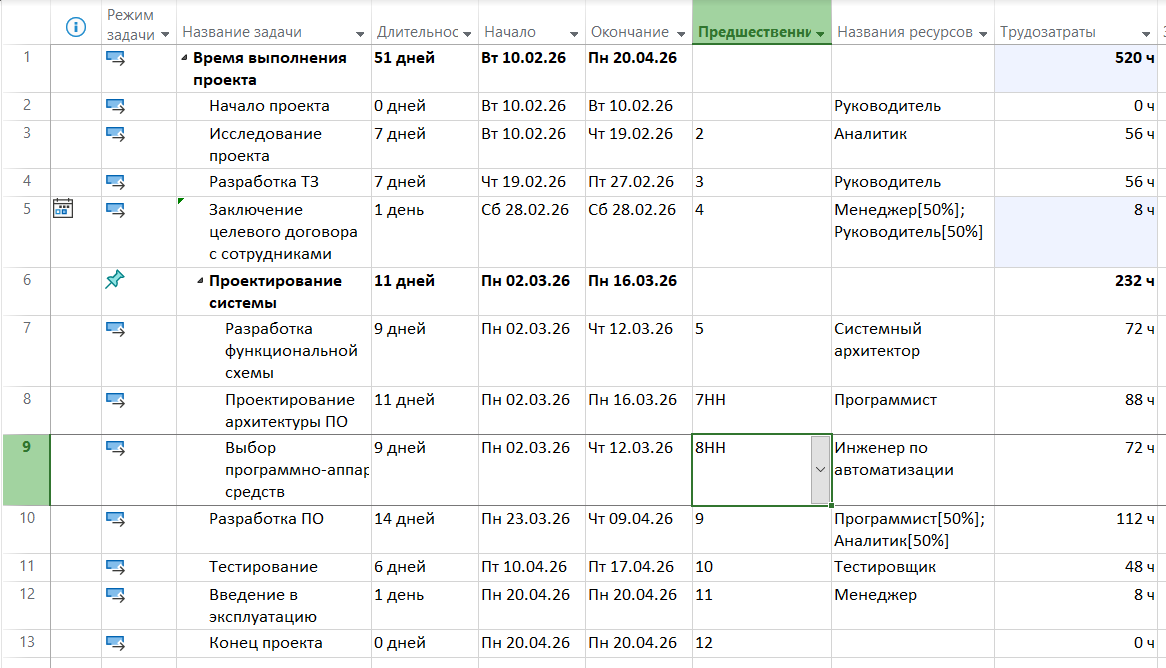 Режим
задачи Название задачи Длительнос Начало Окончание Предшественни Названия ресурсов Трудозатраты
1 Время выполнения 51 дней Вт 10.02.26 Пн 20.04.26 520 ч
проекта
2 Начало проекта 0 дней Вт 10.02.26 Вт 10.02.26 Руководитель 0 ч
3 Исследование 7 дней Вт 10.02.26 Чт 19.02.26 2 Аналитик 56 ч
проекта
4 Разработка ТЗ 7 дней Чт 19.02.26 Пт 27.02.26 3 Руководитель 56 ч
5 Заключение 1 день Сб 28.02.26 Сб 28.02.26 4 Менеджер[50%]; 8 ч
целевого договора Руководитель[50%]
с сотрудниками
6 Проектирование 11 дней Пн 02.03.26 Пн 16.03.26 232 ч
системы
7 Разработка 9 дней Пн 02.03.26 Чт 12.03.26 5 Системный 72 ч
функциональной архитектор
схемы
8 Проектирование 11 дней Пн 02.03.26 Пн 16.03.26 7НН Программист 88 ч
архитектуры ПО
9 Выбор 9 дней Пн 02.03.26 Чт 12.03.26 8НН Инженер по 72 ч
программно-аппар автоматизации
средств
10 Разработка ПО 14 дней Пн 23.03.26 Чт 09.04.26 9 Программист[50%]; 112 ч
Аналитик[50%]
11 Тестирование 6 дней Пт 10.04.26 Пт 17.04.26 10 Тестировщик 48 ч
12 Введение в 1 день Пн 20.04.26 Пн 20.04.26 11 Менеджер 8 ч
эксплуатацию
13 Конец проекта 0 дней Пн 20.04.26 Пн 20.04.26 12 0 ч